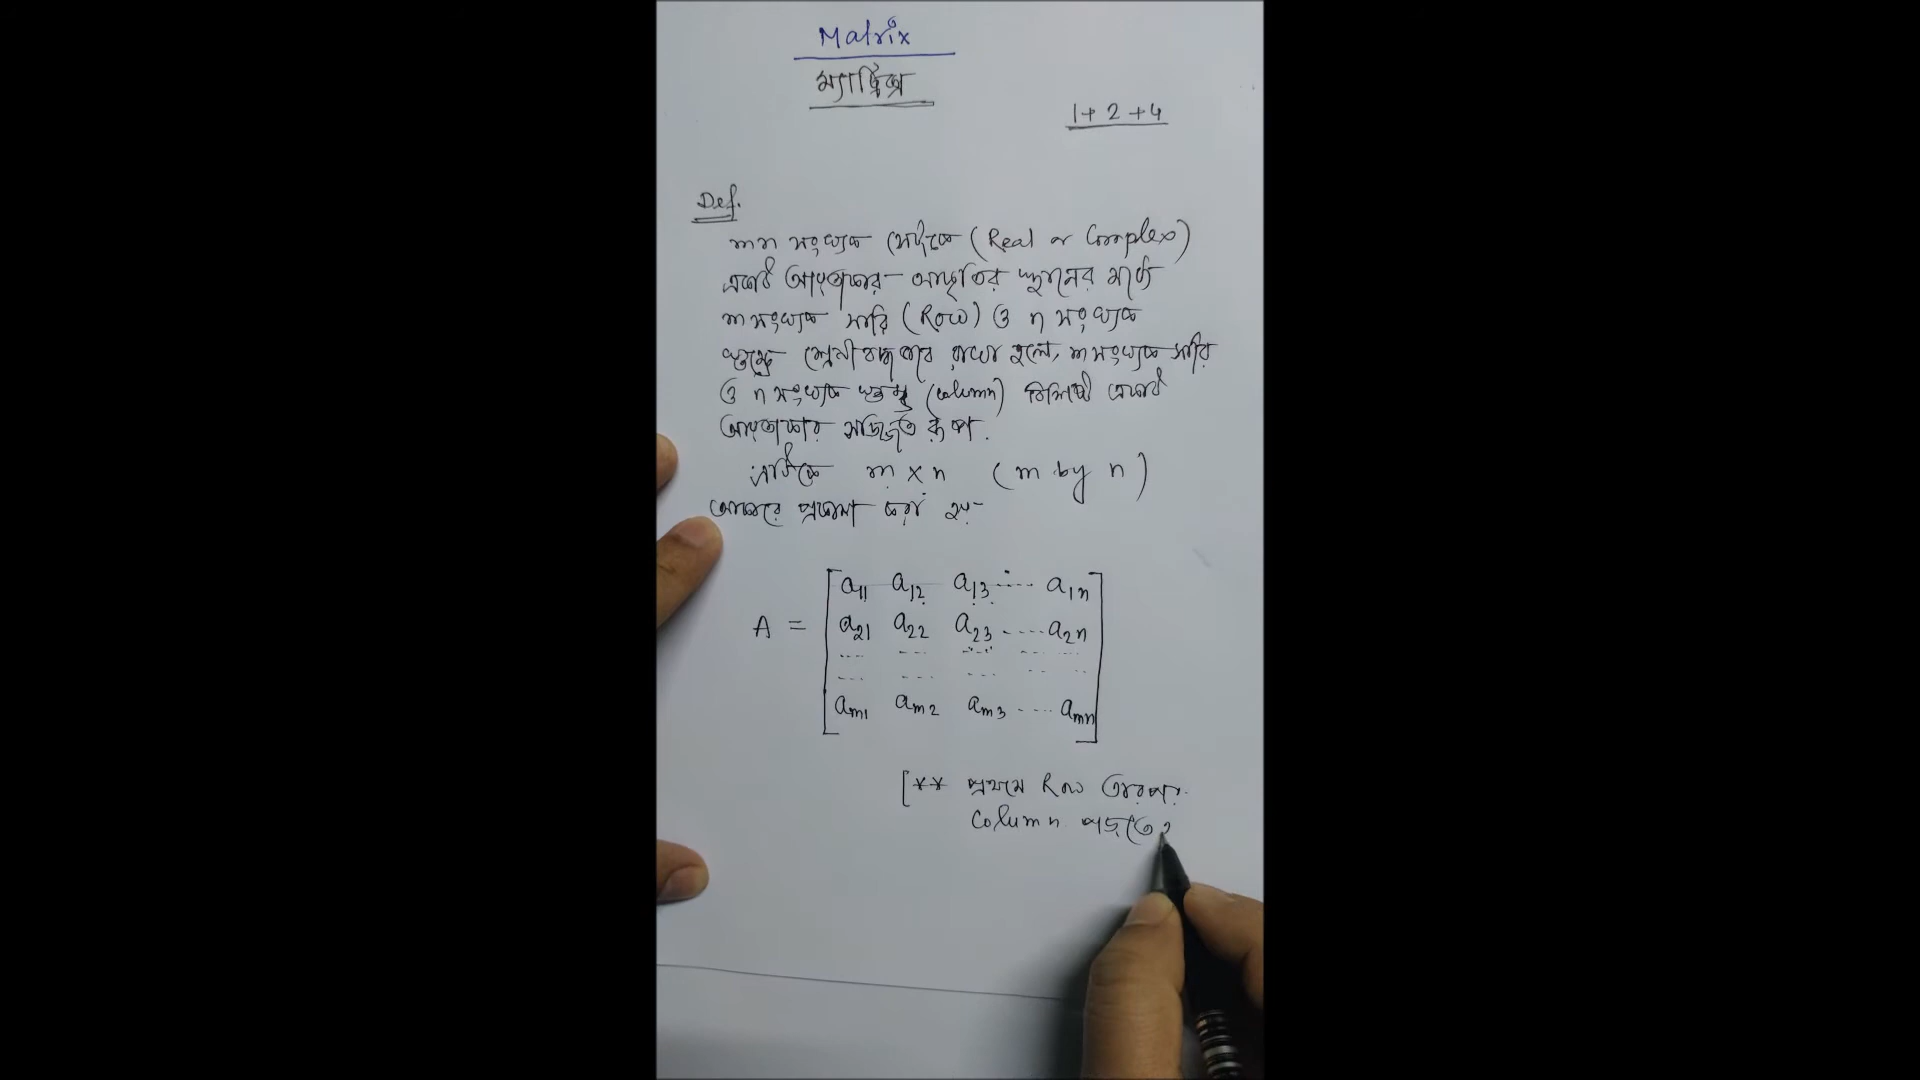 Matrix
ম্যাট্রিক্স
1+ 2 +4
Def.
mn সংখ্যক সেটকে (Real or Complex)
একটি আয়তাকার আকৃতির স্থানের মধ্যে
m সংখ্যক সারি (Row) ও n সংখ্যক
স্তম্ভে শ্রেণীবদ্ধভাবে রাখা হলে, m সংখ্যক সারি
ও n সংখ্যক স্তম্ভ (column) বিশিষ্ট একটি
আয়তাকার সজ্জিত রূপ.
এটিকে m × n (m by n)
আকারে প্রকাশ করা হয়
A = [ a11 a12 a13 ..... a1n
a21 a22 a23 ..... a2n
... ... ... ... ...
... ... ... ... ...
am1 am2 am3 ..... amn ]
[** প্রথমে Row তারপর
Column পড়তে